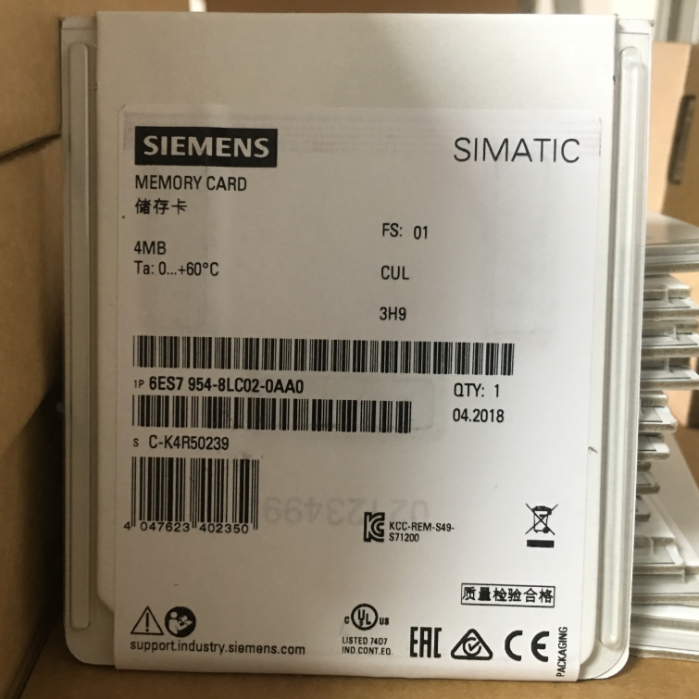 SIEMENS
SIMATIC
MEMORY CARD
储存卡
FS: 01
4MB
Ta: 0...+60°C
CUL
3H9
1P 6ES7 954-8LC02-0AA0
QTY: 1
04.2018
S C-K4R50239
4 047623 402350
KCC-REM-S49-
S71200
质量检验合格
c UL us
LISTED 74D7
IND.CONT.EQ.
EAC
CE
support.industry.siemens.com
PACKAGING